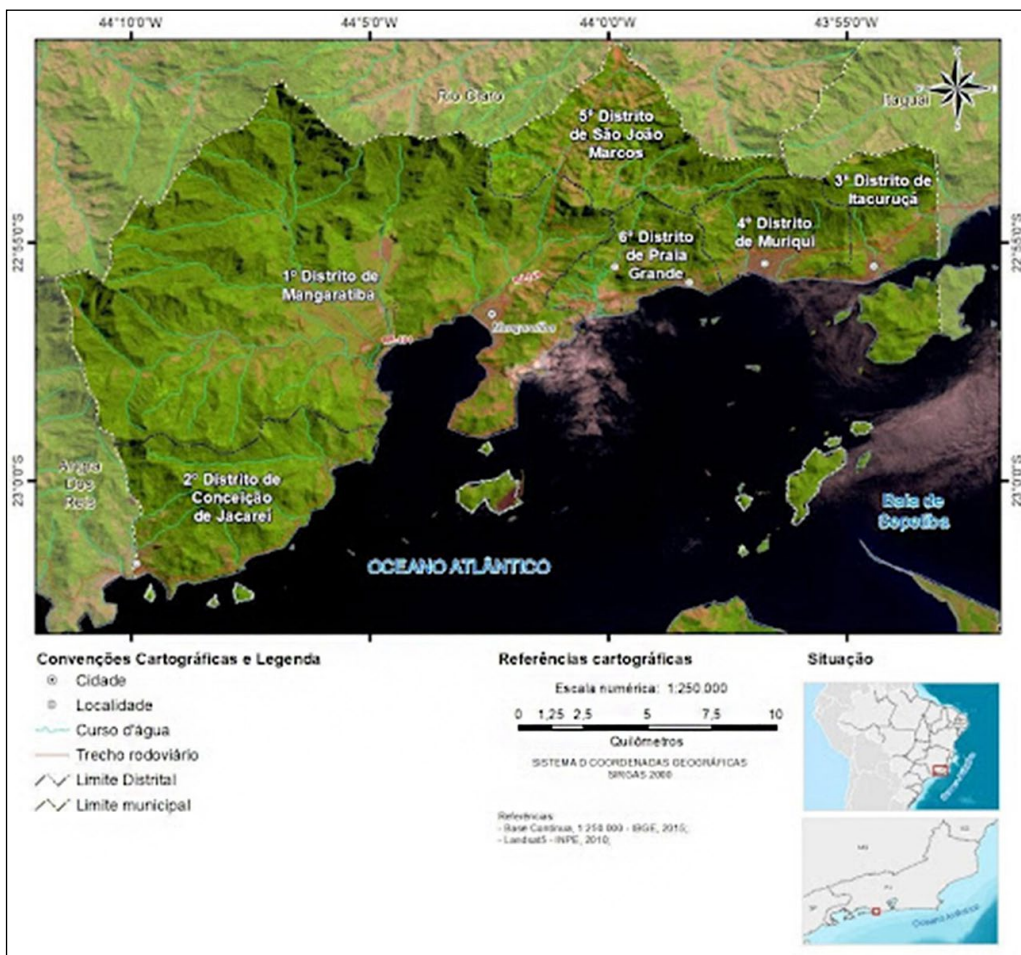 44°10'0"W
44°5'0"W
44°0'0"W
43°55'0"W
Rio Claro
Itaguaí
5º Distrito
de São João
Marcos
3º Distrito de
Itacuruçá
22°55'0"S
22°55'0"S
4º Distrito
de Muriqui
6º Distrito
de Praia
Grande
1º Distrito de
Mangaratiba
Mangaratiba
23°0'0"S
23°0'0"S
Angra
Dos
Reis
2º Distrito de
Conceição
de Jacareí
Baía de
Sepetiba
OCEANO ATLÂNTICO
Convenções Cartográficas e Legenda
Cidade
Localidade
Curso d'água
Trecho rodoviário
Limite Distrital
Limite municipal
Referências cartográficas
Escala numérica: 1:250.000
0 1,25 2,5 5 7,5 10
Quilômetros
SISTEMA D COORDENADAS GEOGRÁFICAS
SIRGAS 2000
Referências:
- Base Contínua, 1:250.000 - IBGE, 2015;
- Landsat5 - INPE, 2010;
Situação
Oceano Atlântico
Oceano Atlântico